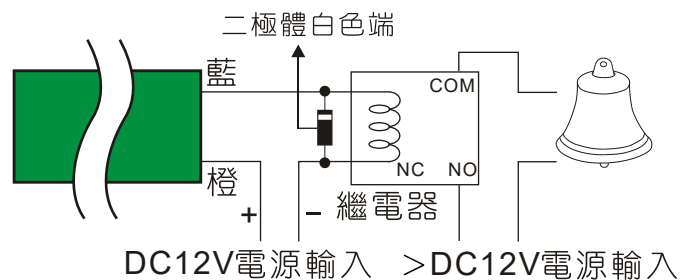 二極體白色端
藍
COM
橙
NC NO
+ − 繼電器
DC12V電源輸入 >DC12V電源輸入